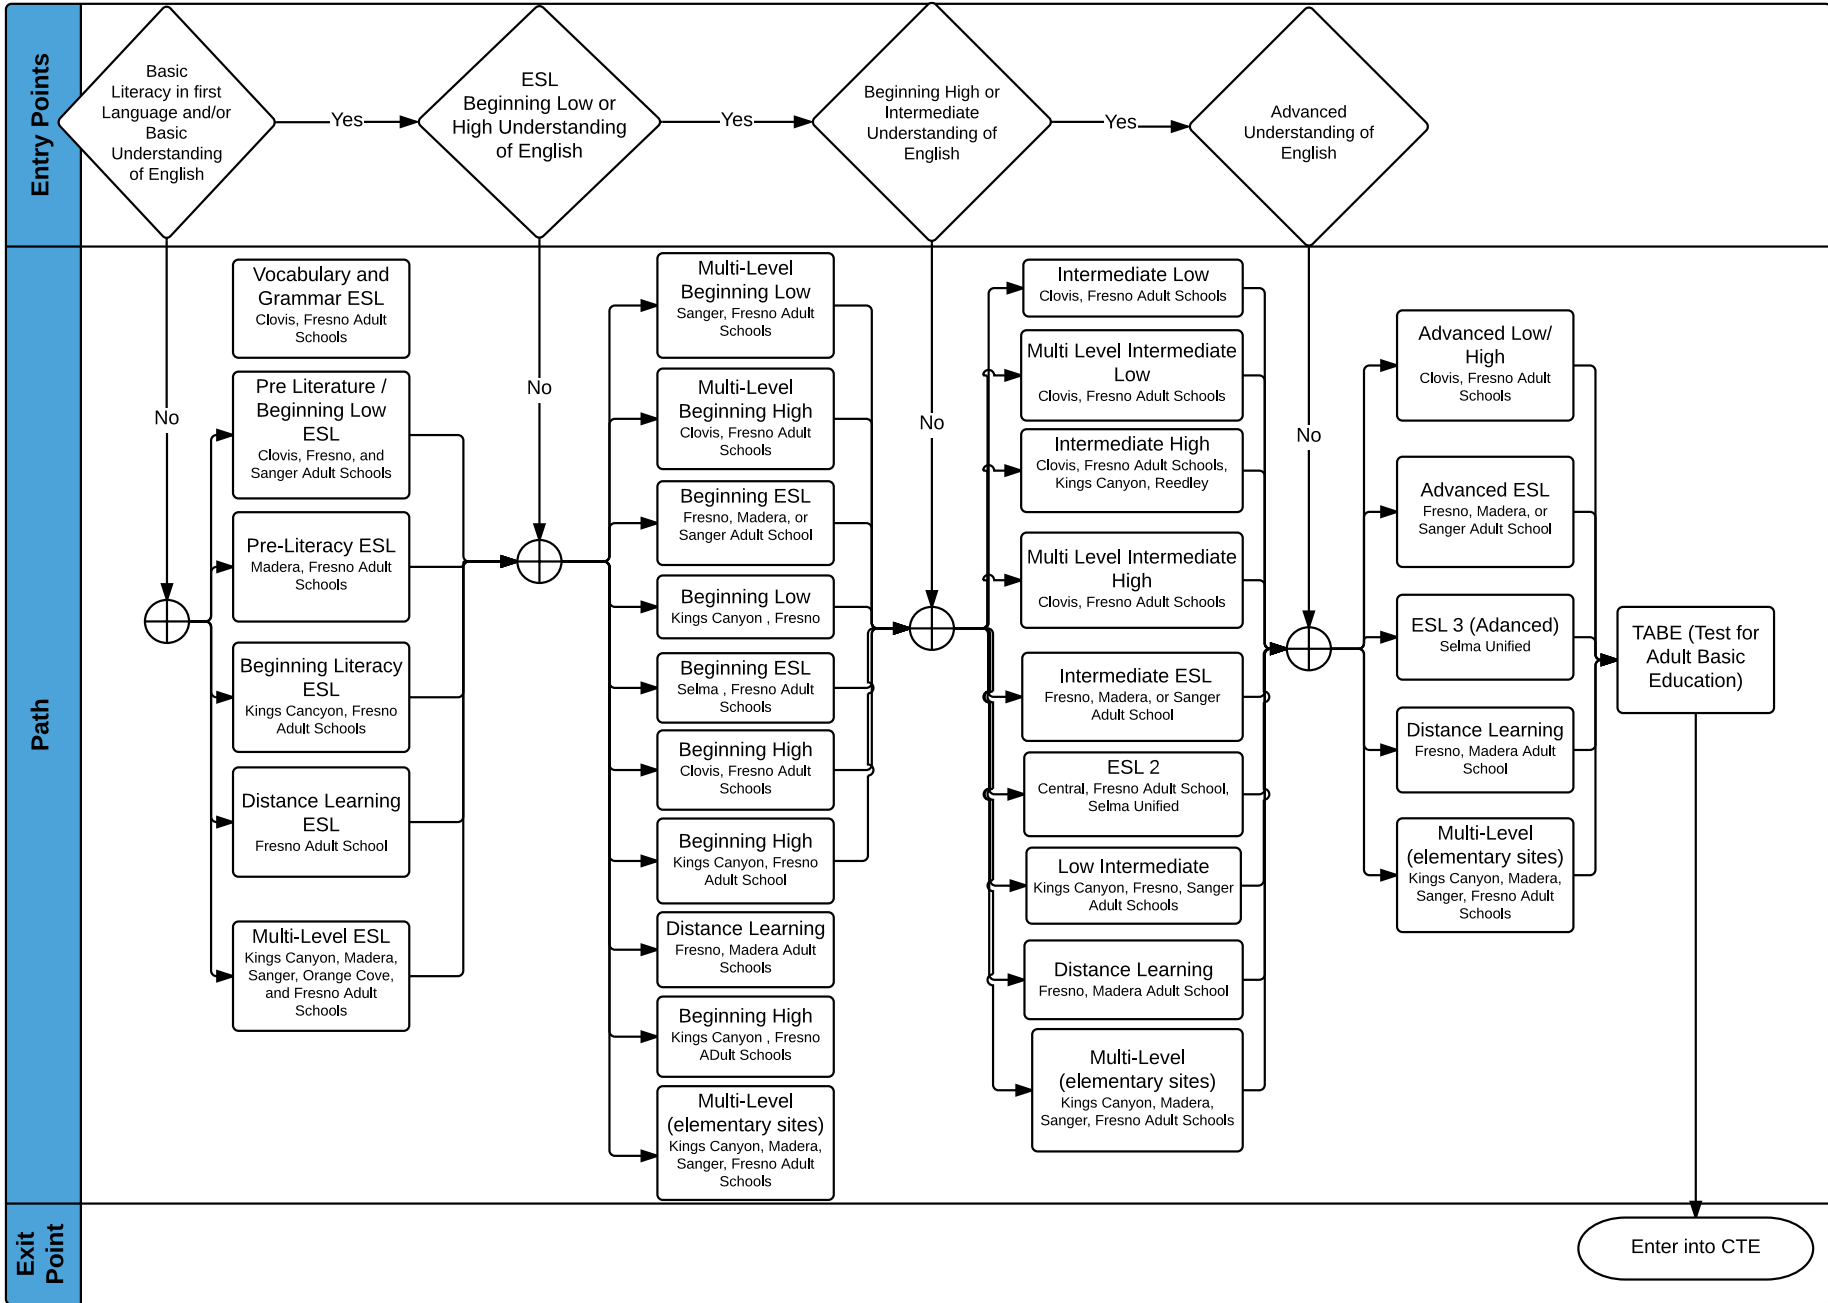 Entry Points
Basic
Literacy in first
Language and/or
Basic
Understanding
of English
Yes
ESL
Beginning Low or
High Understanding
of English
Yes
Beginning High or
Intermediate
Understanding of
English
Yes
Advanced
Understanding of
English
Path
No
Vocabulary and
Grammar ESL
Clovis, Fresno Adult
Schools
Pre Literature /
Beginning Low
ESL
Clovis, Fresno, and
Sanger Adult Schools
Pre-Literacy ESL
Madera, Fresno Adult
Schools
Beginning Literacy
ESL
Kings Cancyon, Fresno
Adult Schools
Distance Learning
ESL
Fresno Adult School
Multi-Level ESL
Kings Canyon, Madera,
Sanger, Orange Cove,
and Fresno Adult
Schools
No
Multi-Level
Beginning Low
Sanger, Fresno Adult
Schools
Multi-Level
Beginning High
Clovis, Fresno Adult
Schools
Beginning ESL
Fresno, Madera, or
Sanger Adult School
Beginning Low
Kings Canyon , Fresno
Beginning ESL
Selma , Fresno Adult
Schools
Beginning High
Clovis, Fresno Adult
Schools
Beginning High
Kings Canyon, Fresno
Adult School
Distance Learning
Fresno, Madera Adult
Schools
Beginning High
Kings Canyon , Fresno
ADult Schools
Multi-Level
(elementary sites)
Kings Canyon, Madera,
Sanger, Fresno Adult
Schools
No
Intermediate Low
Clovis, Fresno Adult Schools
Multi Level Intermediate
Low
Clovis, Fresno Adult Schools
Intermediate High
Clovis, Fresno Adult Schools,
Kings Canyon, Reedley
Multi Level Intermediate
High
Clovis, Fresno Adult Schools
Intermediate ESL
Fresno, Madera, or Sanger
Adult School
ESL 2
Central, Fresno Adult School,
Selma Unified
Low Intermediate
Kings Canyon, Fresno, Sanger
Adult Schools
Distance Learning
Fresno, Madera Adult School
Multi-Level
(elementary sites)
Kings Canyon, Madera,
Sanger, Fresno Adult Schools
No
Advanced Low/
High
Clovis, Fresno Adult
Schools
Advanced ESL
Fresno, Madera, or
Sanger Adult School
ESL 3 (Adanced)
Selma Unified
Distance Learning
Fresno, Madera Adult
School
Multi-Level
(elementary sites)
Kings Canyon, Madera,
Sanger, Fresno Adult
Schools
TABE (Test for
Adult Basic
Education)
Exit
Point
Enter into CTE